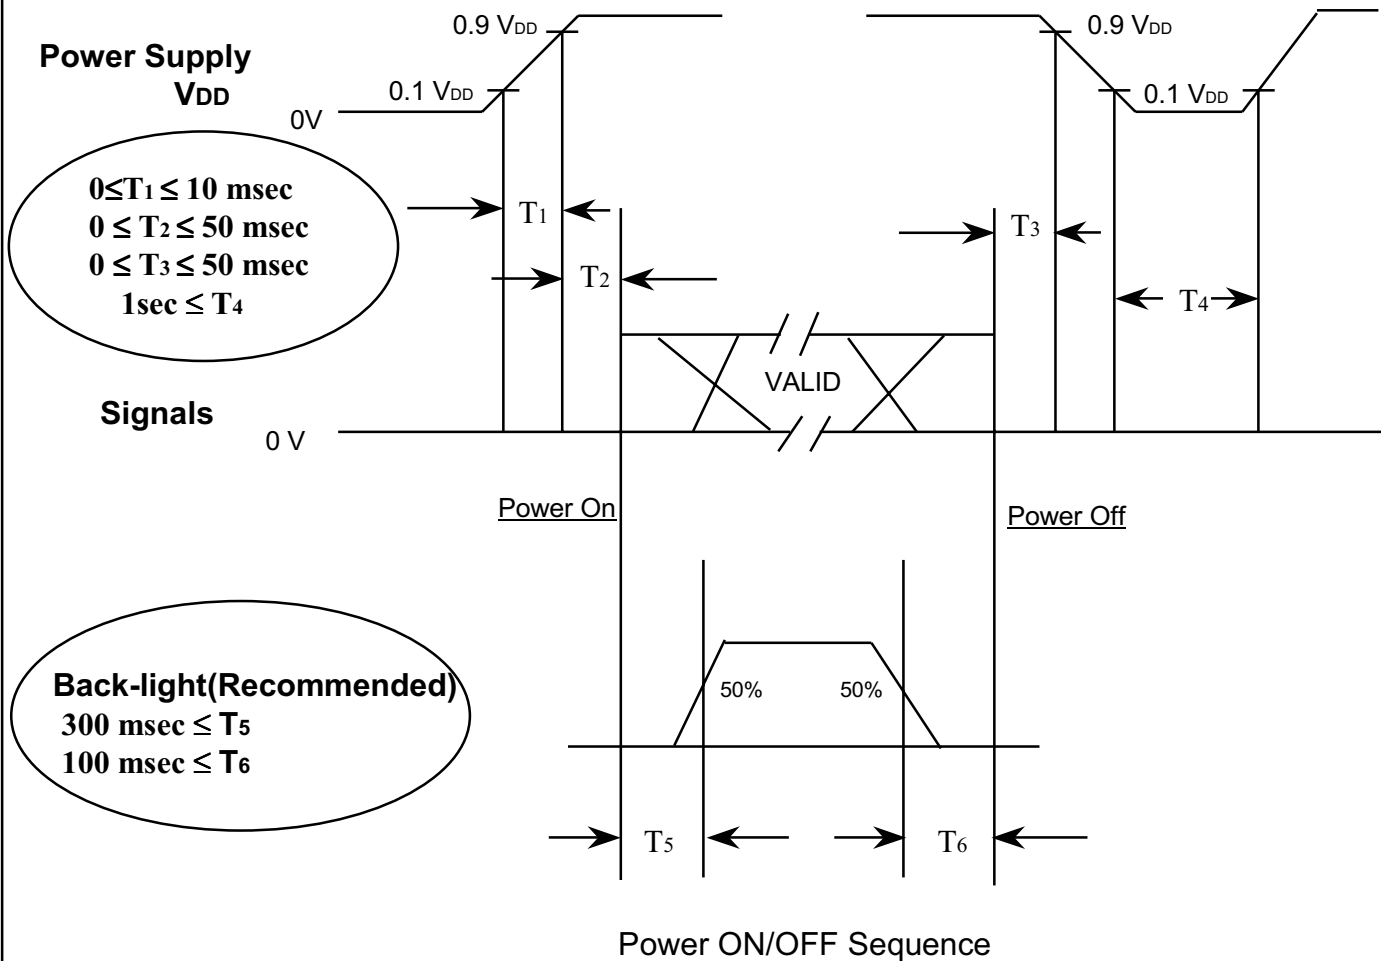 0.9 VDD
0.9 VDD
Power Supply
VDD
0.1 VDD
0.1 VDD
0V
0≤T1 ≤ 10 msec
0 ≤ T2 ≤ 50 msec
0 ≤ T3 ≤ 50 msec
1sec ≤ T4
T1
T3
T2
T4
VALID
Signals
0 V
Power On
Power Off
Back-light(Recommended)
300 msec ≤ T5
100 msec ≤ T6
50%
50%
T5
T6
Power ON/OFF Sequence